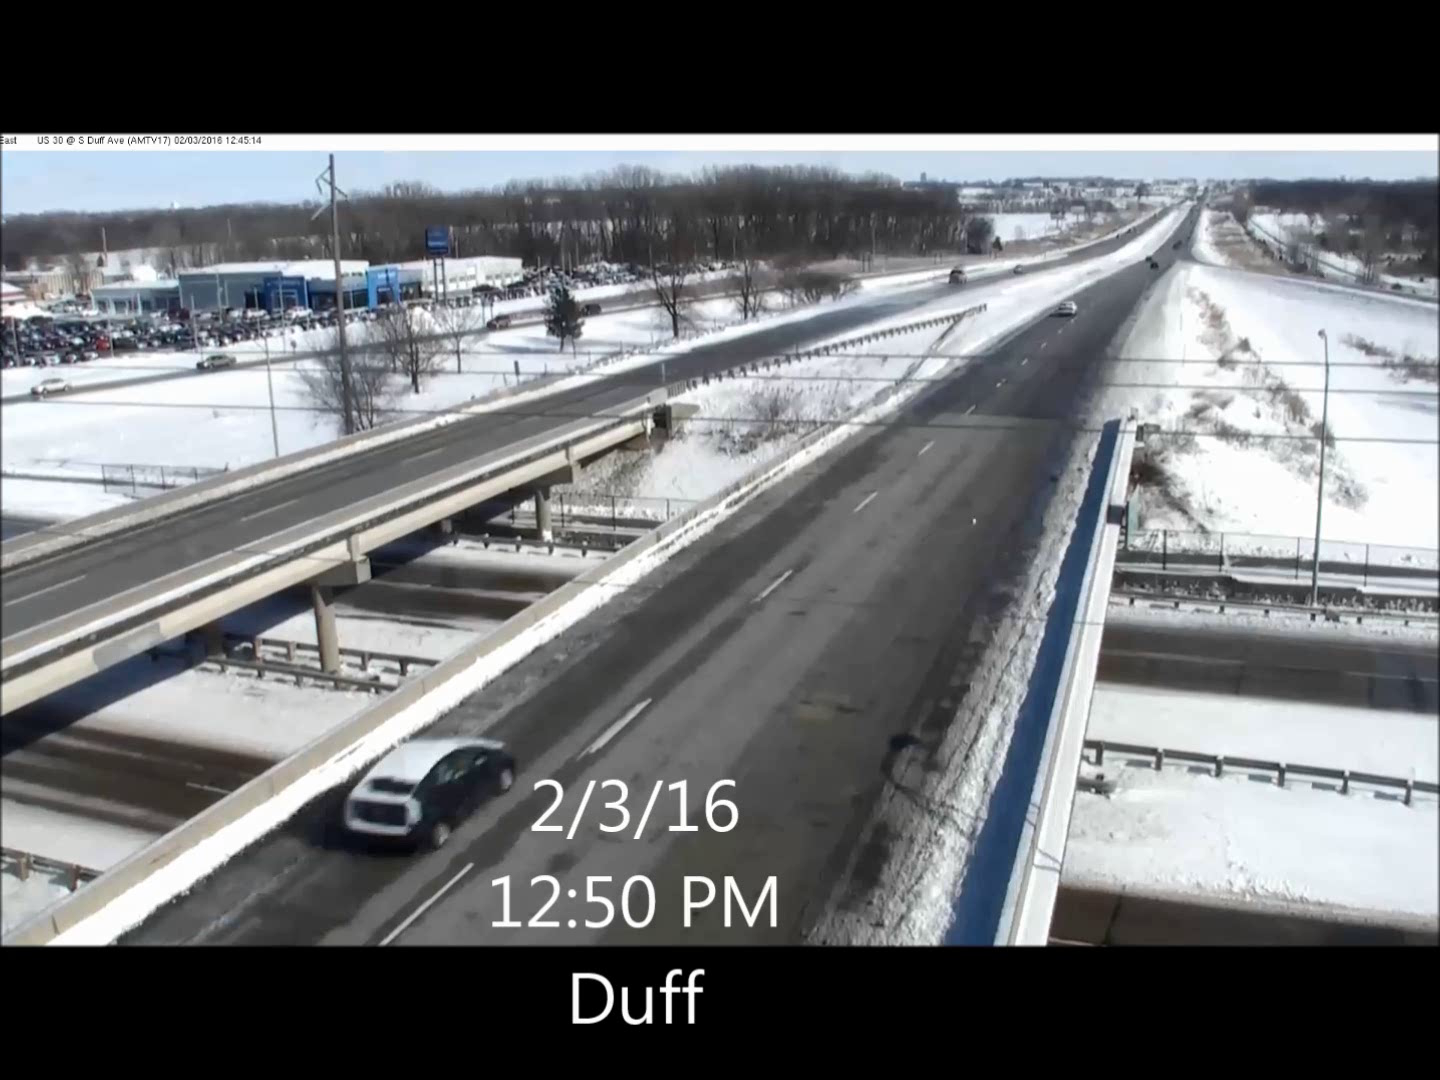 East US 30 @ S Duff Ave (AMTV17) 02/03/2016 12:45:14
2/3/16
12:50 PM
Duff